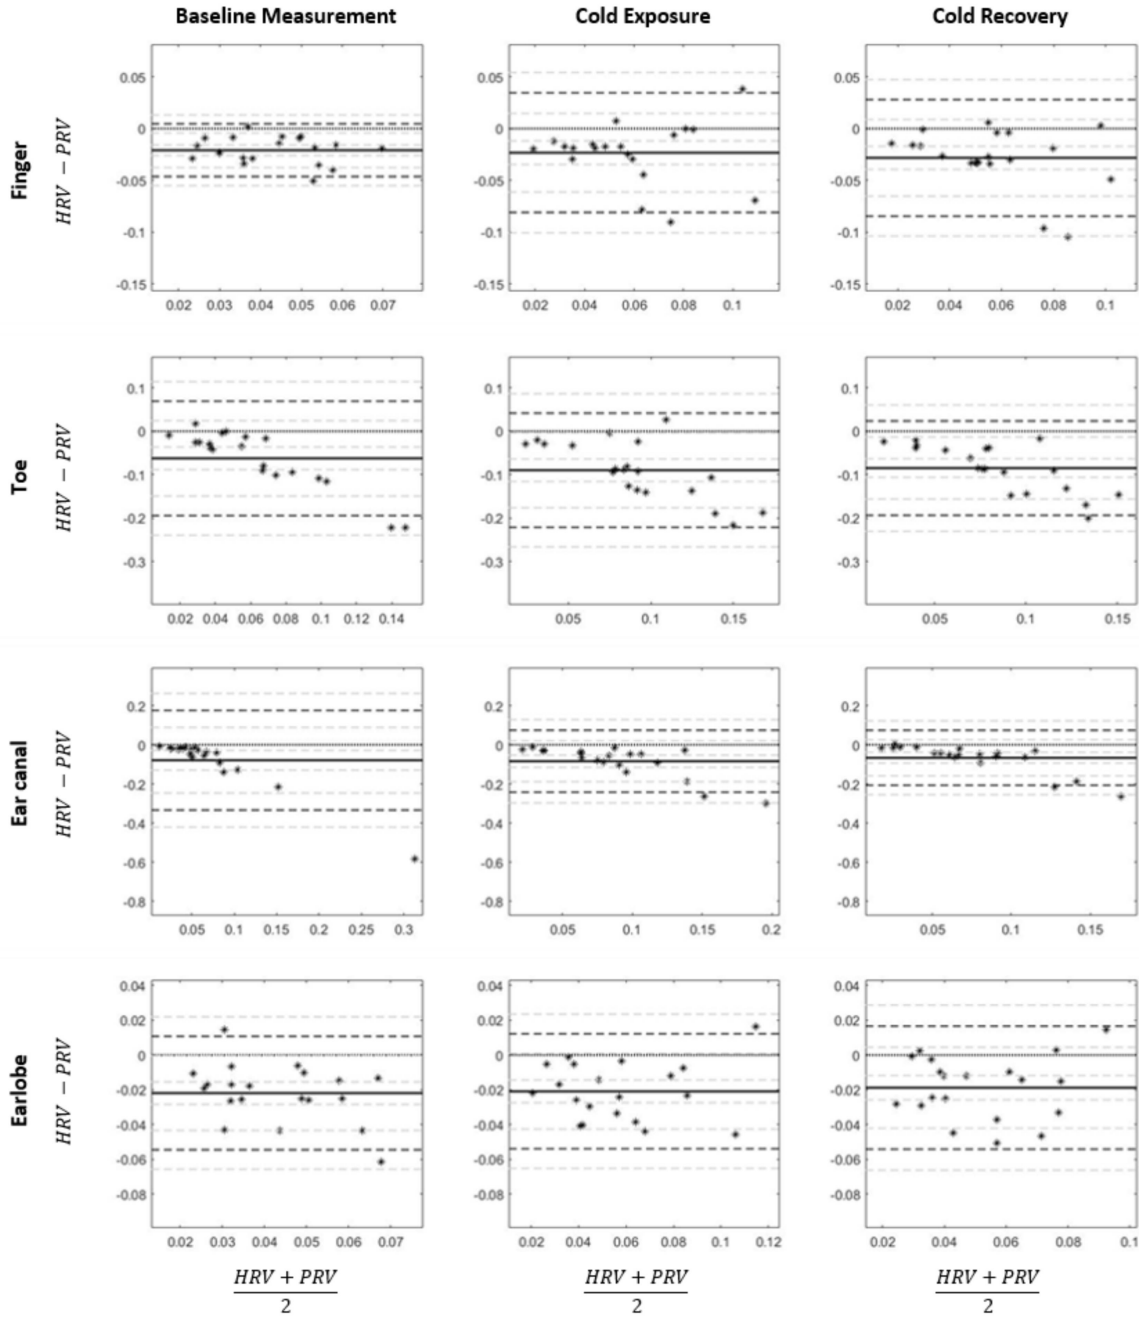 Baseline Measurement Cold Exposure Cold Recovery
Finger
HRV − PRV
0.05 0 -0.05 -0.1 -0.15
0.02 0.03 0.04 0.05 0.06 0.07
0.05 0 -0.05 -0.1 -0.15
0.02 0.04 0.06 0.08 0.1
0.05 0 -0.05 -0.1 -0.15
0.02 0.04 0.06 0.08 0.1
Toe
HRV − PRV
0.1 0 -0.1 -0.2 -0.3
0.02 0.04 0.06 0.08 0.1 0.12 0.14
0.1 0 -0.1 -0.2 -0.3
0.05 0.1 0.15
0.1 0 -0.1 -0.2 -0.3
0.05 0.1 0.15
Ear canal
HRV − PRV
0.2 0 -0.2 -0.4 -0.6 -0.8
0.05 0.1 0.15 0.2 0.25 0.3
0.2 0 -0.2 -0.4 -0.6 -0.8
0.05 0.1 0.15 0.2
0.2 0 -0.2 -0.4 -0.6 -0.8
0.05 0.1 0.15
Earlobe
HRV − PRV
0.04 0.02 0 -0.02 -0.04 -0.06 -0.08
0.02 0.03 0.04 0.05 0.06 0.07
0.04 0.02 0 -0.02 -0.04 -0.06 -0.08
0.02 0.04 0.06 0.08 0.1 0.12
0.04 0.02 0 -0.02 -0.04 -0.06 -0.08
0.02 0.04 0.06 0.08 0.1
HRV + PRV HRV + PRV HRV + PRV
2 2 2